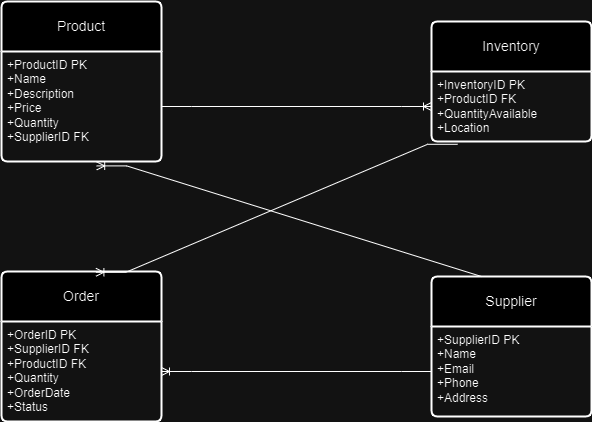 Product
+ProductID PK
+Name
+Description
+Price
+Quantity
+SupplierID FK
Inventory
+InventoryID PK
+ProductID FK
+QuantityAvailable
+Location
Order
+OrderID PK
+SupplierID FK
+ProductID FK
+Quantity
+OrderDate
+Status
Supplier
+SupplierID PK
+Name
+Email
+Phone
+Address